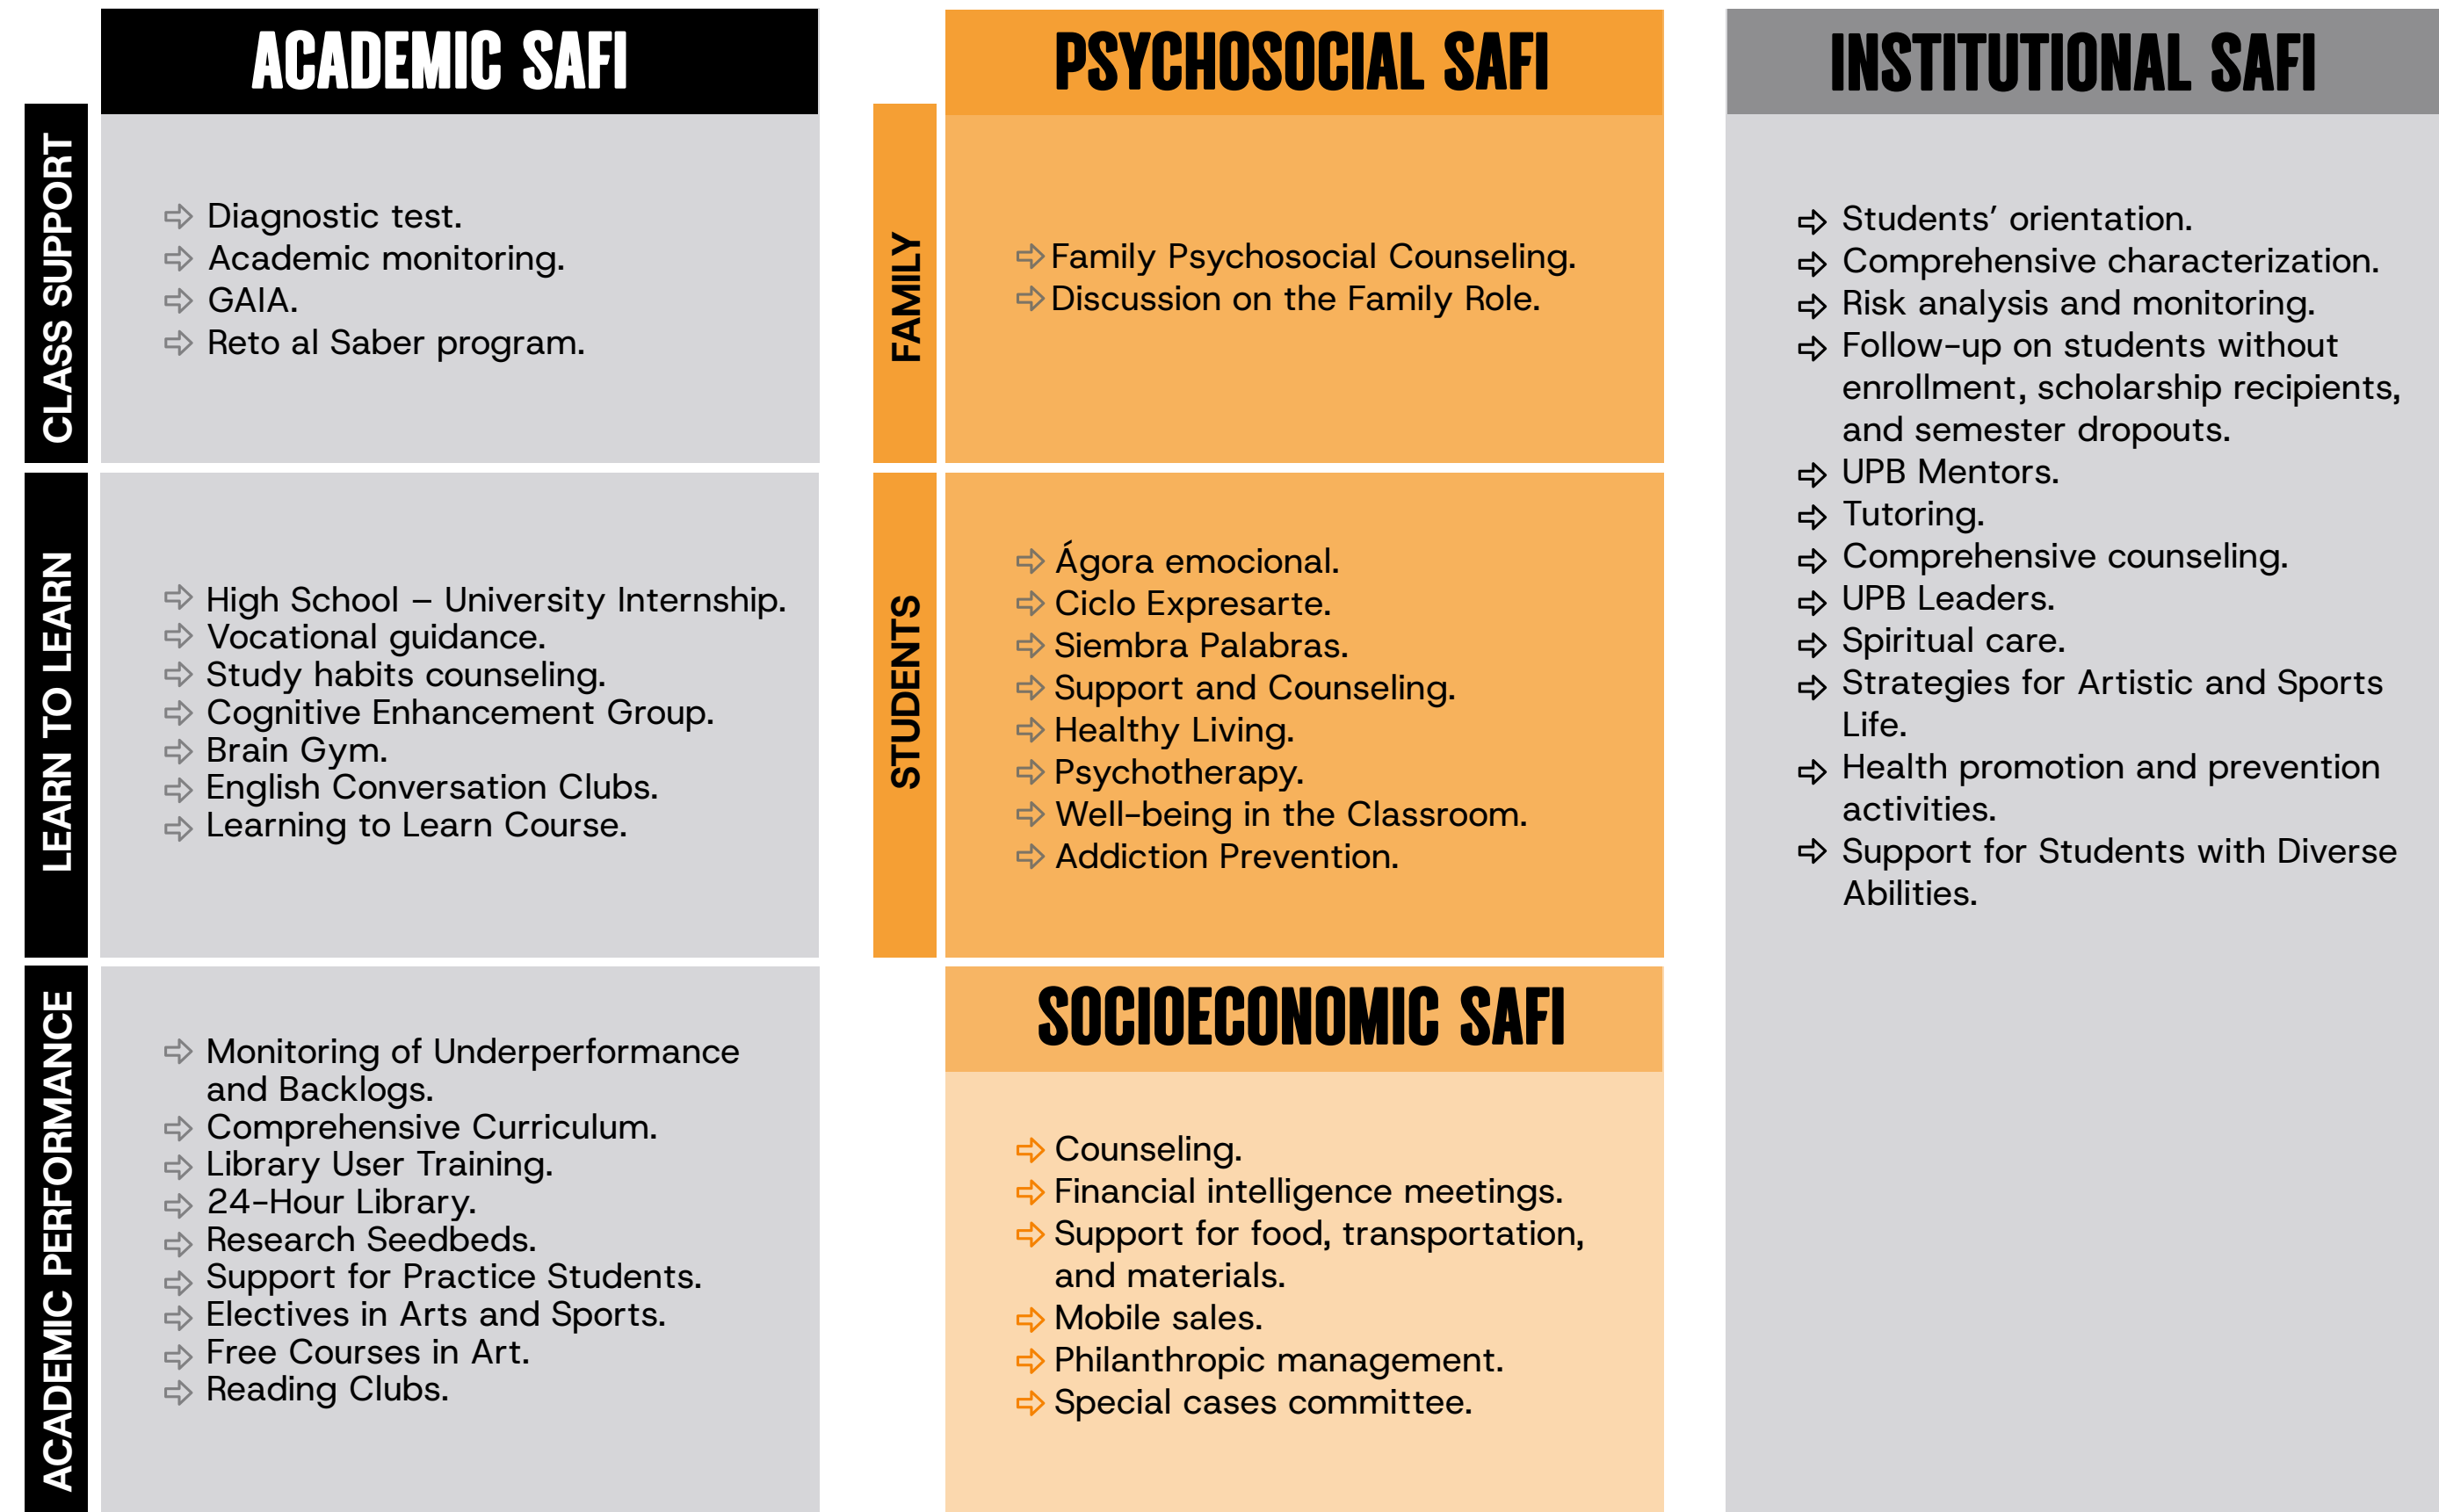 ACADEMIC SAFI
CLASS SUPPORT
Diagnostic test.
Academic monitoring.
GAIA.
Reto al Saber program.
LEARN TO LEARN
High School – University Internship.
Vocational guidance.
Study habits counseling.
Cognitive Enhancement Group.
Brain Gym.
English Conversation Clubs.
Learning to Learn Course.
ACADEMIC PERFORMANCE
Monitoring of Underperformance
and Backlogs.
Comprehensive Curriculum.
Library User Training.
24-Hour Library.
Research Seedbeds.
Support for Practice Students.
Electives in Arts and Sports.
Free Courses in Art.
Reading Clubs.
PSYCHOSOCIAL SAFI
FAMILY
Family Psychosocial Counseling.
Discussion on the Family Role.
STUDENTS
Ágora emocional.
Ciclo Expresarte.
Siembra Palabras.
Support and Counseling.
Healthy Living.
Psychotherapy.
Well-being in the Classroom.
Addiction Prevention.
SOCIOECONOMIC SAFI
Counseling.
Financial intelligence meetings.
Support for food, transportation,
and materials.
Mobile sales.
Philanthropic management.
Special cases committee.
INSTITUTIONAL SAFI
Students’ orientation.
Comprehensive characterization.
Risk analysis and monitoring.
Follow-up on students without
enrollment, scholarship recipients,
and semester dropouts.
UPB Mentors.
Tutoring.
Comprehensive counseling.
UPB Leaders.
Spiritual care.
Strategies for Artistic and Sports
Life.
Health promotion and prevention
activities.
Support for Students with Diverse
Abilities.